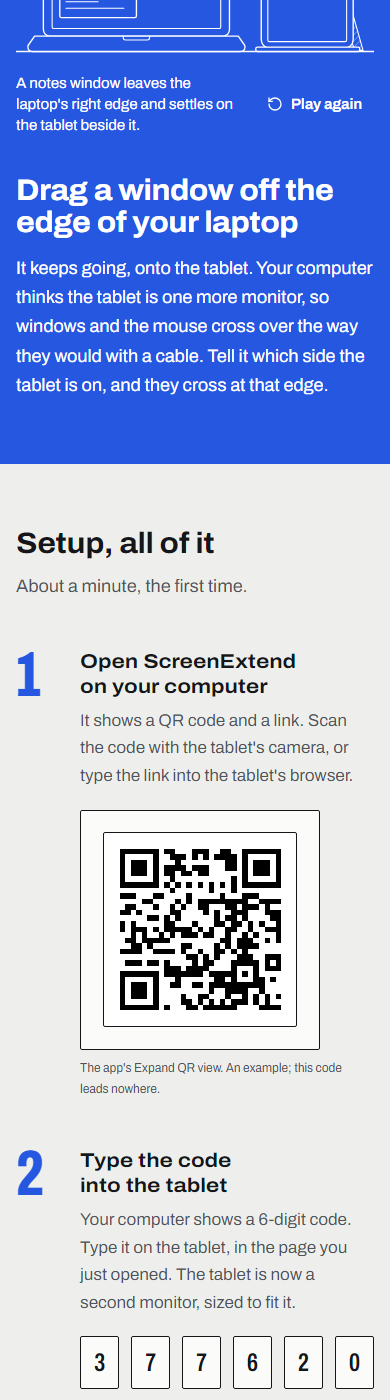 A notes window leaves the
laptop's right edge and settles on
the tablet beside it.
Play again
Drag a window off the
edge of your laptop
It keeps going, onto the tablet. Your computer
thinks the tablet is one more monitor, so
windows and the mouse cross over the way
they would with a cable. Tell it which side the
tablet is on, and they cross at that edge.
Setup, all of it
About a minute, the first time.
1
Open ScreenExtend
on your computer
It shows a QR code and a link. Scan
the code with the tablet's camera, or
type the link into the tablet's browser.
The app's Expand QR view. An example; this code
leads nowhere.
2
Type the code
into the tablet
Your computer shows a 6-digit code.
Type it on the tablet, in the page you
just opened. The tablet is now a
second monitor, sized to fit it.
3 7 7 6 2 0